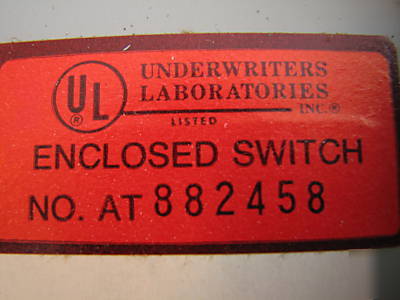 UL ®
UNDERWRITERS
LABORATORIES
INC.®
LISTED
ENCLOSED SWITCH
NO. AT 882458